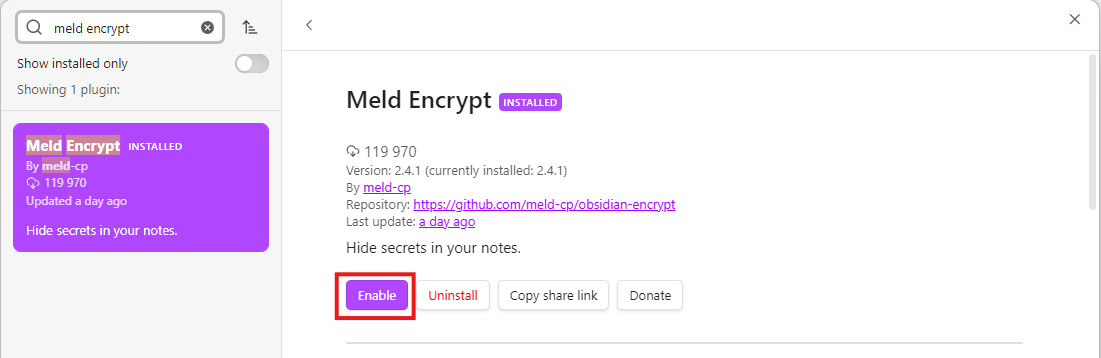 meld encrypt
Show installed only
Showing 1 plugin:
Meld Encrypt INSTALLED
By meld-cp
119 970
Updated a day ago
Hide secrets in your notes.
Meld Encrypt INSTALLED
119 970
Version: 2.4.1 (currently installed: 2.4.1)
By meld-cp
Repository: https://github.com/meld-cp/obsidian-encrypt
Last update: a day ago
Hide secrets in your notes.
Enable Uninstall Copy share link Donate